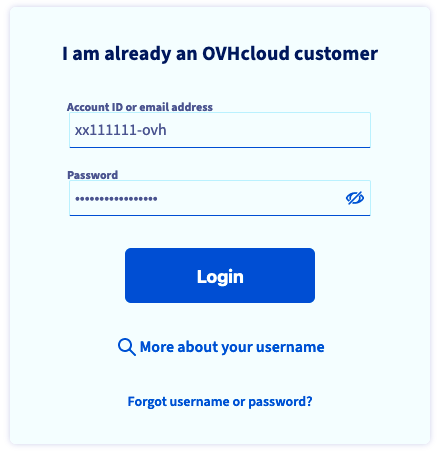 I am already an OVHcloud customer
Account ID or email address
xx111111-ovh
Password
••••••••••••••••
Login
More about your username
Forgot username or password?